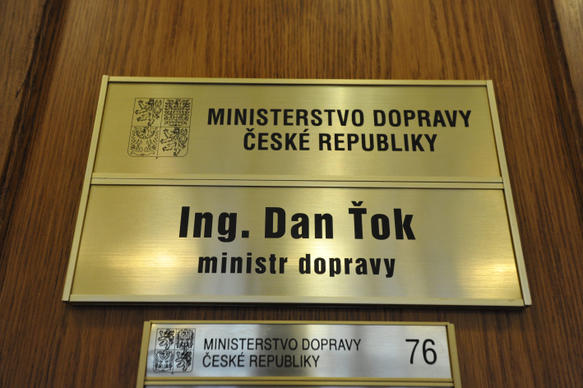 MINISTERSTVO DOPRAVY
ČESKÉ REPUBLIKY
Ing. Dan Ťok
ministr dopravy
MINISTERSTVO DOPRAVY
ČESKÉ REPUBLIKY
76